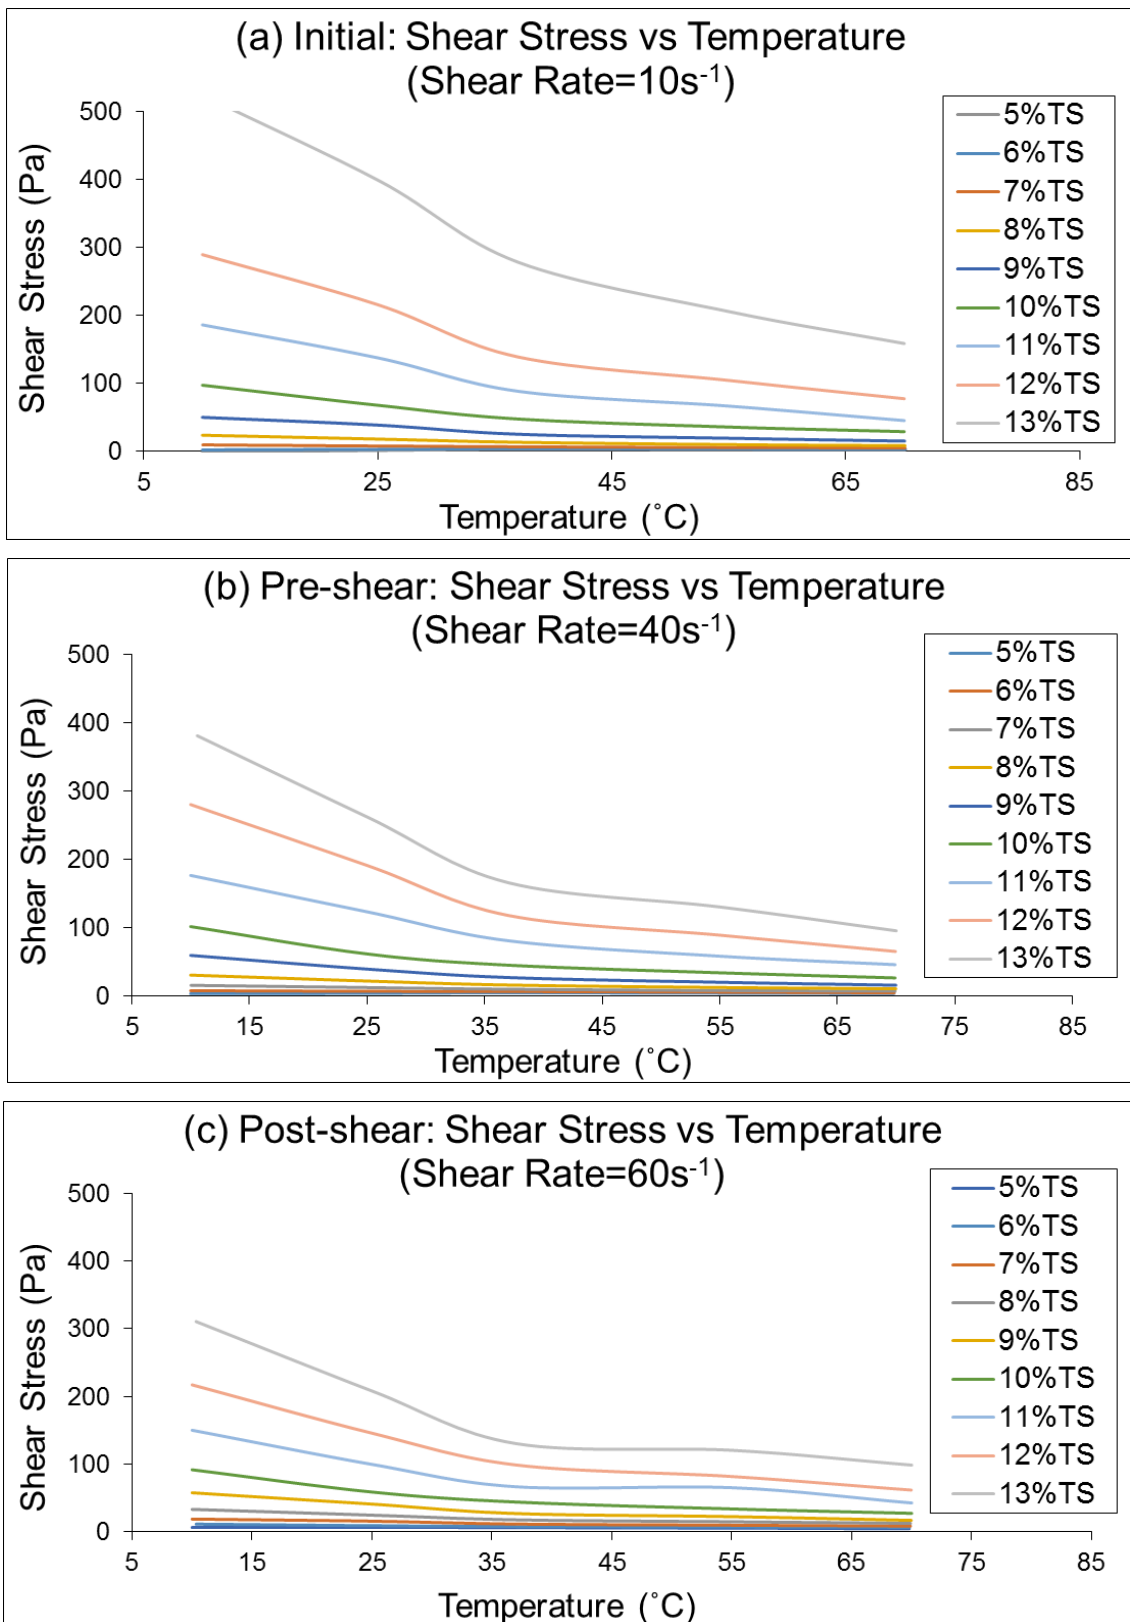 (a) Initial: Shear Stress vs Temperature
(Shear Rate=10s⁻¹)
Shear Stress (Pa)
500
400
300
200
100
0
5
25
45
65
85
Temperature (˚C)
5%TS
6%TS
7%TS
8%TS
9%TS
10%TS
11%TS
12%TS
13%TS
(b) Pre-shear: Shear Stress vs Temperature
(Shear Rate=40s⁻¹)
Shear Stress (Pa)
500
400
300
200
100
0
5
15
25
35
45
55
65
75
85
Temperature (˚C)
5%TS
6%TS
7%TS
8%TS
9%TS
10%TS
11%TS
12%TS
13%TS
(c) Post-shear: Shear Stress vs Temperature
(Shear Rate=60s⁻¹)
Shear Stress (Pa)
500
400
300
200
100
0
5
15
25
35
45
55
65
75
85
Temperature (˚C)
5%TS
6%TS
7%TS
8%TS
9%TS
10%TS
11%TS
12%TS
13%TS